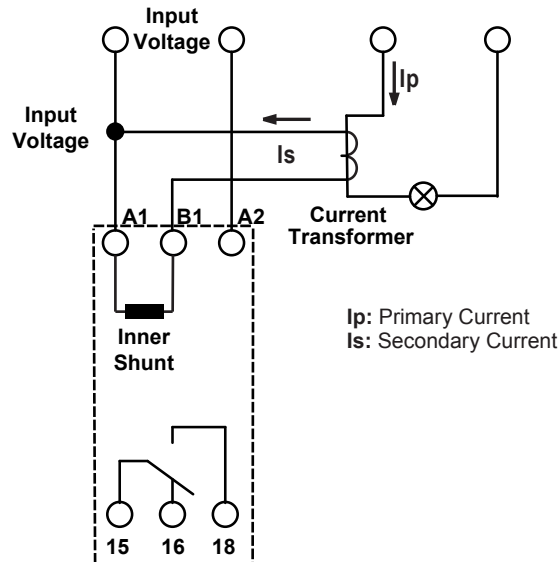 Input
Voltage
Ip
Input
Voltage
Is
A1 B1 A2
Current
Transformer
Inner
Shunt
Ip: Primary Current
Is: Secondary Current
15 16 18